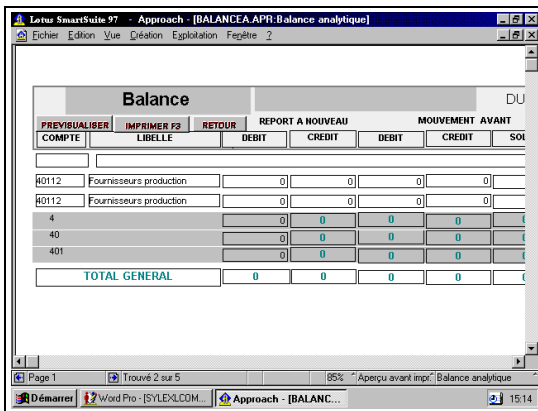 Lotus SmartSuite 97 - Approach - [BALANCEA.APR:Balance analytique]
Fichier Edition Vue Création Exploitation Fenêtre ?
Balance DU
PREVISUALISER IMPRIMER F3 RETOUR REPORT A NOUVEAU MOUVEMENT AVANT
COMPTE LIBELLE DEBIT CREDIT DEBIT CREDIT SOL
40112 Fournisseurs production 0 0 0 0
40112 Fournisseurs production 0 0 0 0
4 0 0 0 0
40 0 0 0 0
401 0 0 0 0
TOTAL GENERAL 0 0 0 0
Page 1 Trouvé 2 sur 5 85% Aperçu avant impr. Balance analytique
Démarrer Word Pro - [SYLEXLCOM... Approach - [BALANC... 15:14